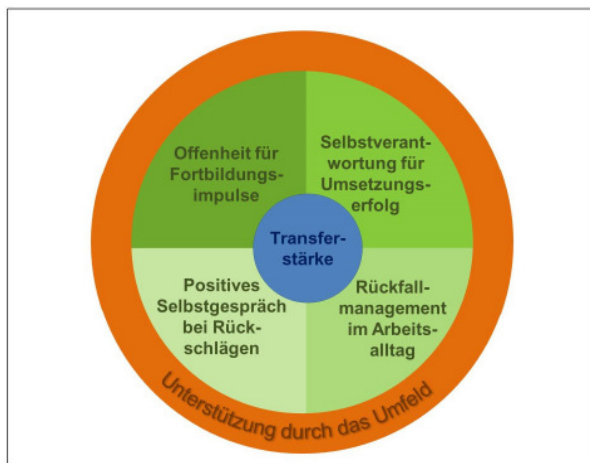 Offenheit für
Fortbildungs-
impulse
Selbstverant-
wortung für
Umsetzungs-
erfolg
Transfer-
stärke
Positives
Selbstgespräch
bei Rück-
schlägen
Rückfall-
management
im Arbeits-
alltag
Unterstützung durch das Umfeld